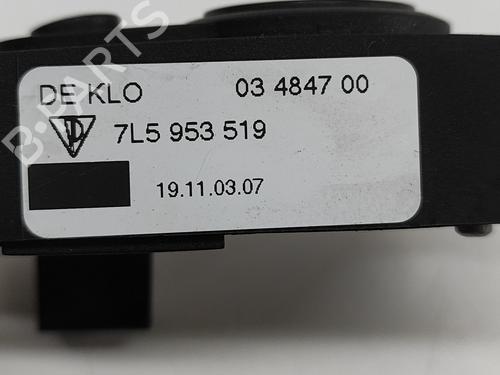 DE KLO 03 4847 00
7L5 953 519
19.11.03.07
B-PARTS